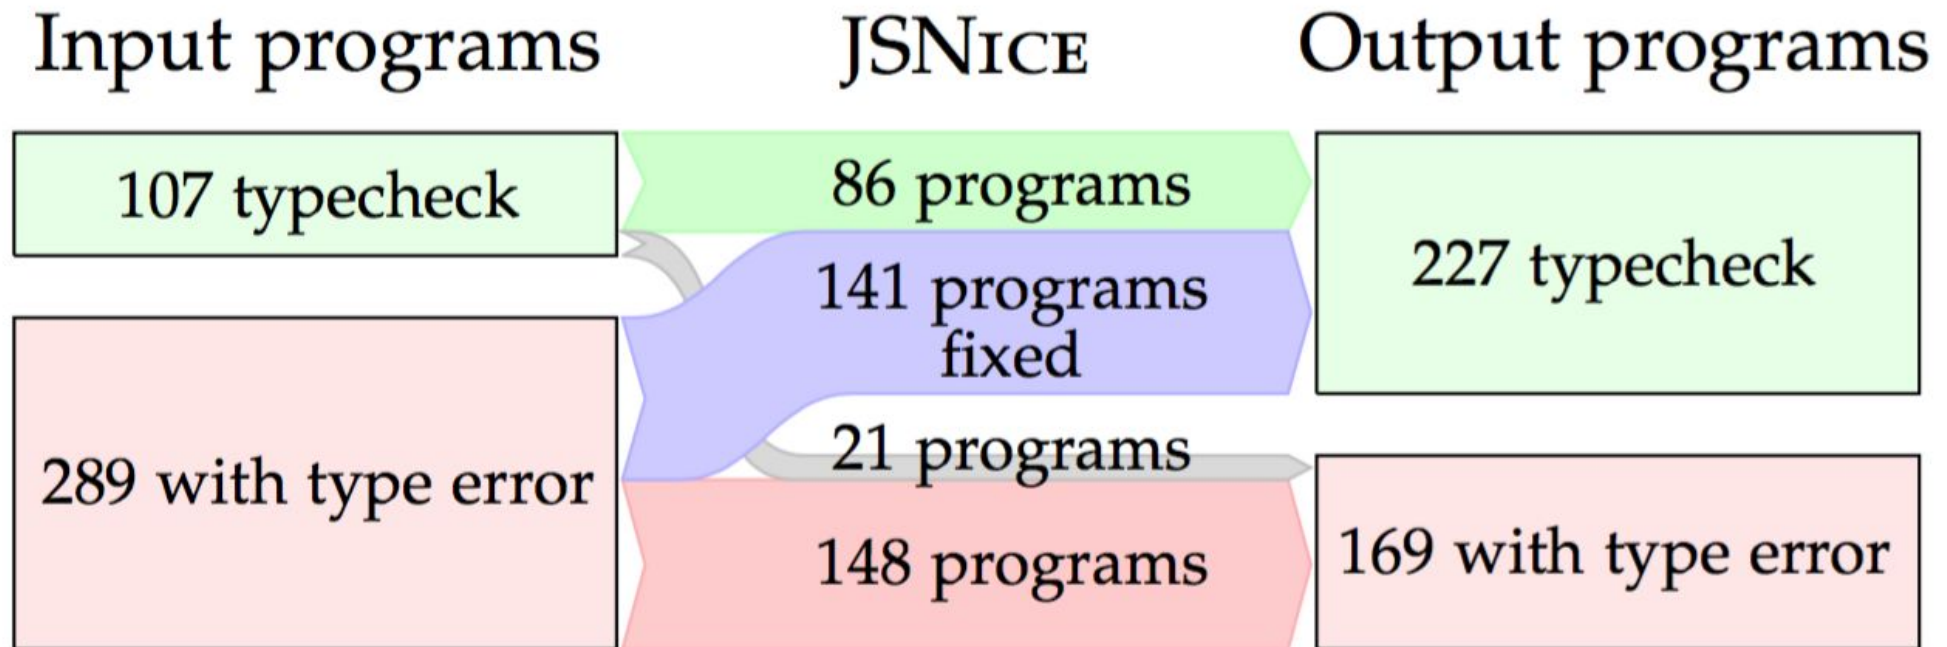 Input programs
JSNICE
Output programs
107 typecheck
86 programs
227 typecheck
141 programs
fixed
289 with type error
21 programs
148 programs
169 with type error